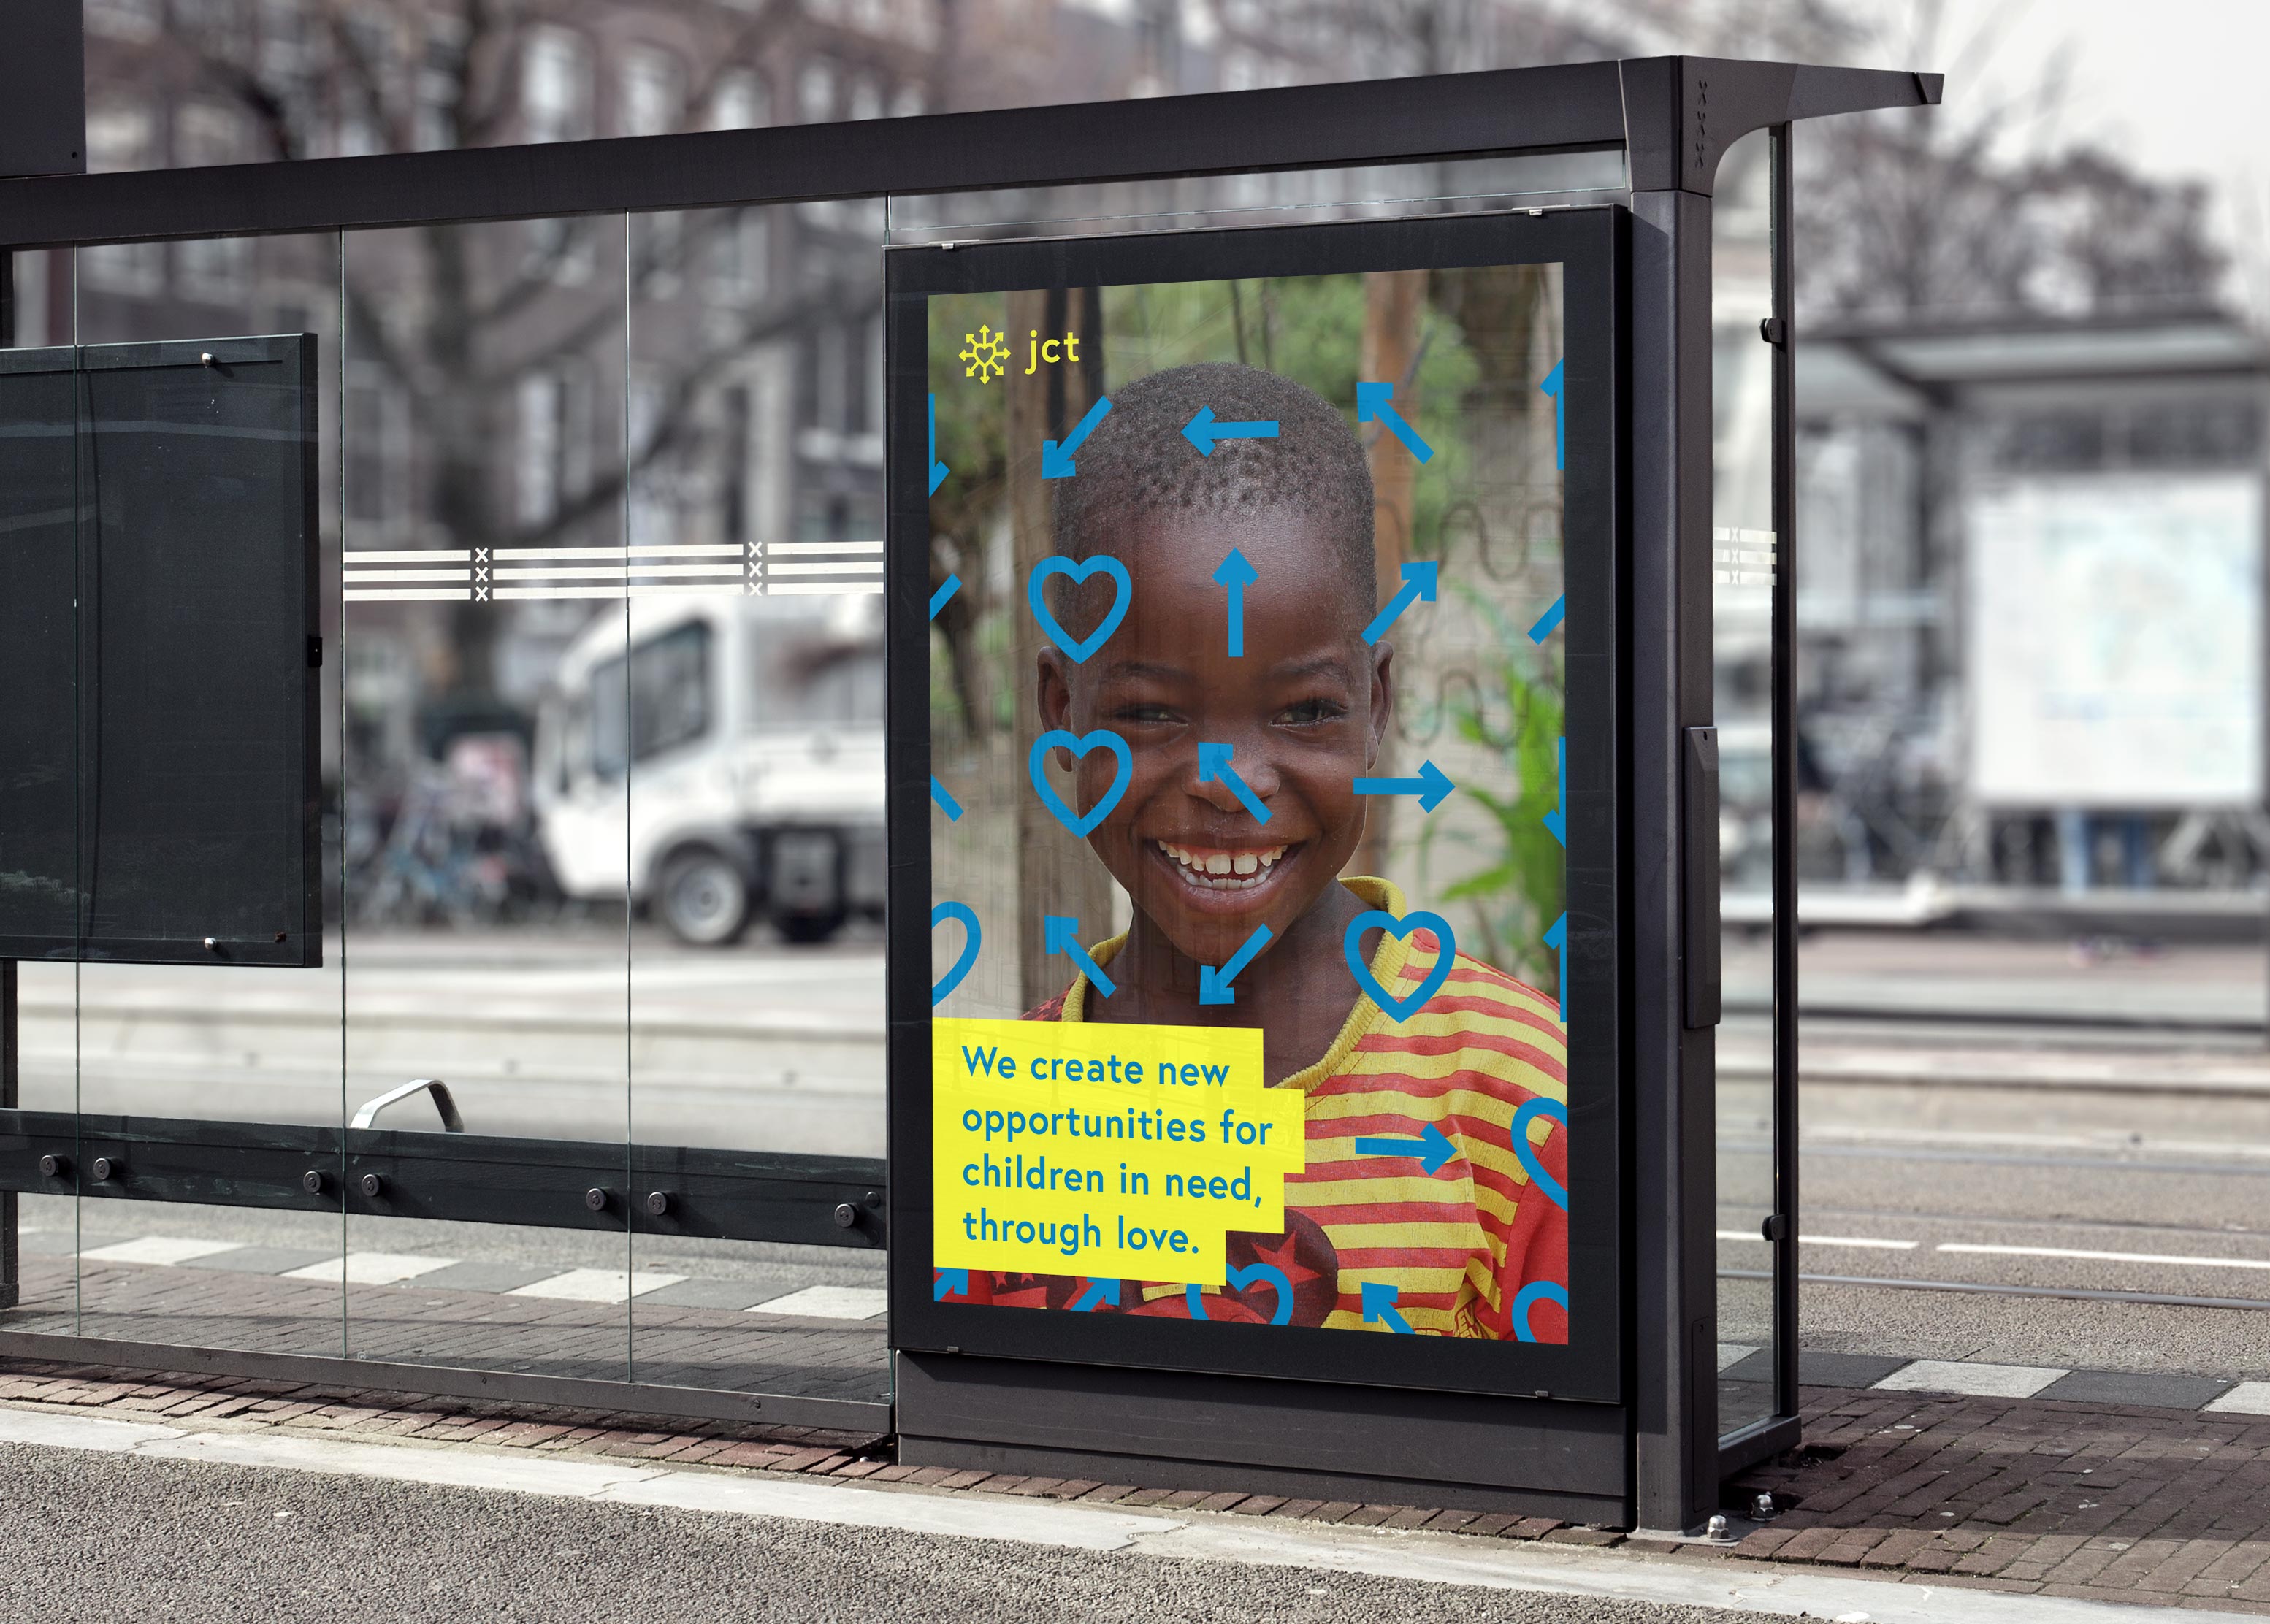 jct
We create new
opportunities for
children in need,
through love.